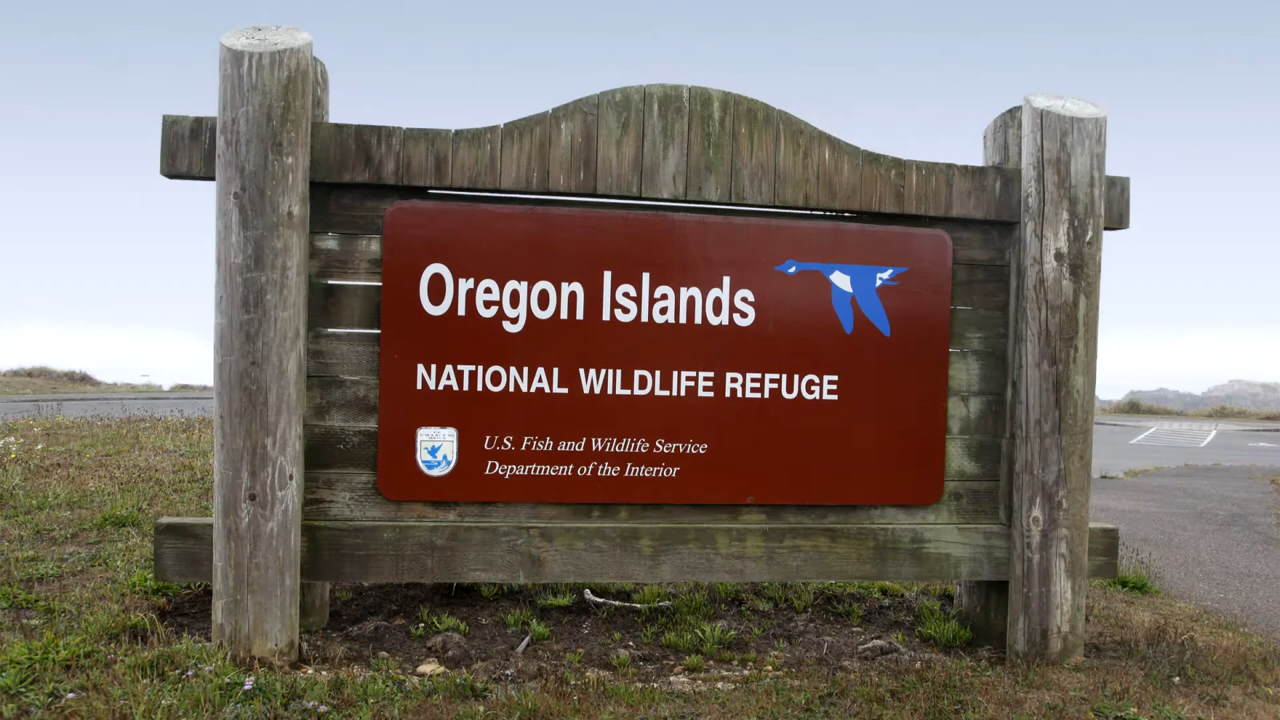 Oregon Islands
NATIONAL WILDLIFE REFUGE
U.S. Fish and Wildlife Service
Department of the Interior